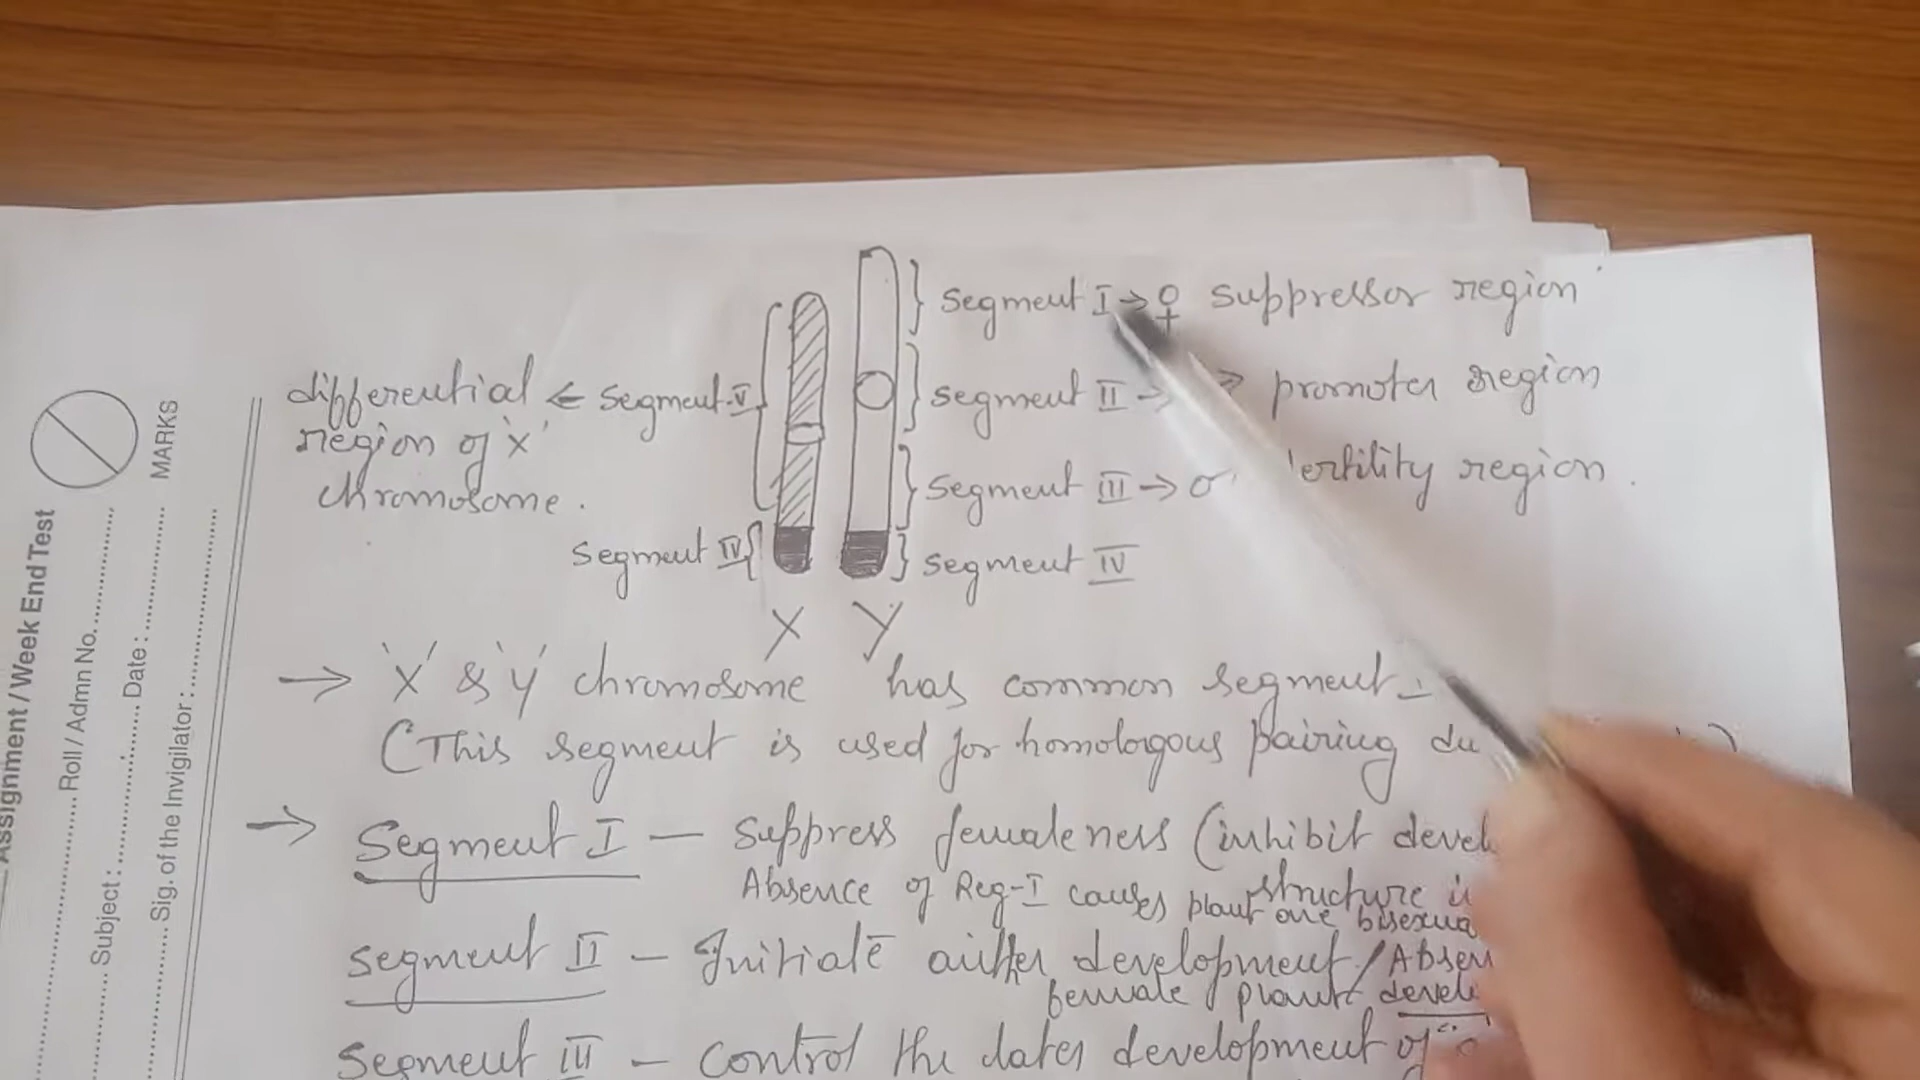 Segment I → ♀ suppressor region
differential ← segment-V
region of 'X'
chromosome.
segment II → promoter region
segment III → region.
Segment IV
segment IV
X Y
→ 'X' & 'Y' chromosome has common segment
(This segment is used for homologous pairing
→ Segment I — Suppress femaleness (inhibit
Absence of Reg-I causes plant are
structure
segment II — Initiate anther development/
female plant
Segment III — Control the later development of
Assignment / Week End Test
MARKS
Roll / Admn No.
Subject : Date :
Sig. of the Invigilator :